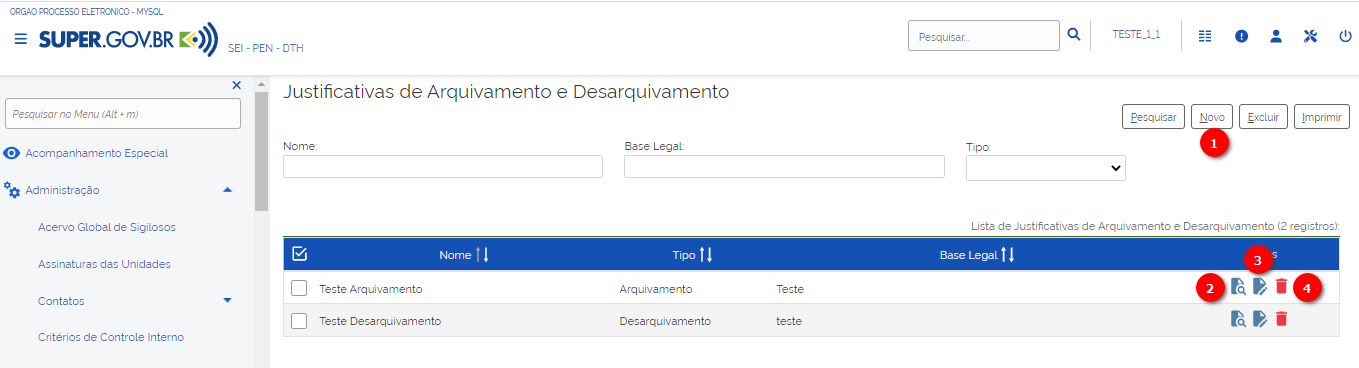 ORGAO PROCESSO ELETRONICO - MYSQL
SUPER.GOV.BR
SEI - PEN - DTH
Pesquisar..
TESTE_1_1
Pesquisar no Menu (Alt + m)
Acompanhamento Especial
Administração
Acervo Global de Sigilosos
Assinaturas das Unidades
Contatos
Critérios de Controle Interno
Justificativas de Arquivamento e Desarquivamento
Pesquisar Novo Excluir Imprimir
1
Nome: Base Legal: Tipo:
Lista de Justificativas de Arquivamento e Desarquivamento (2 registros):
Nome Tipo Base Legal 3 s
Teste Arquivamento Arquivamento Teste 2 4
Teste Desarquivamento Desarquivamento teste